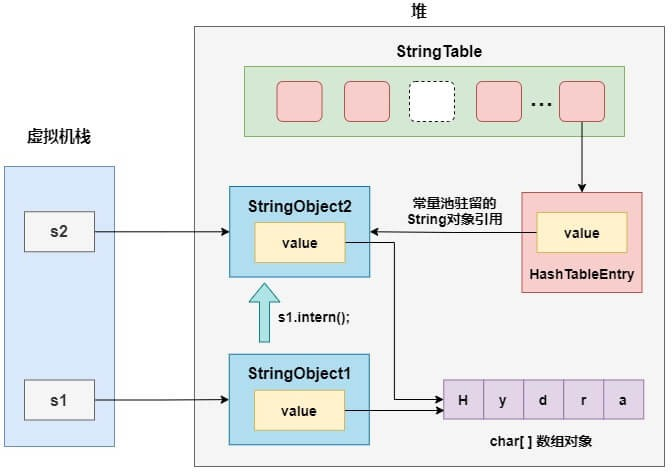 堆
StringTable
...
虚拟机栈
StringObject2
常量池驻留的
String对象引用
s2
value
value
HashTableEntry
s1.intern();
StringObject1
s1
value
H y d r a
char[ ] 数组对象